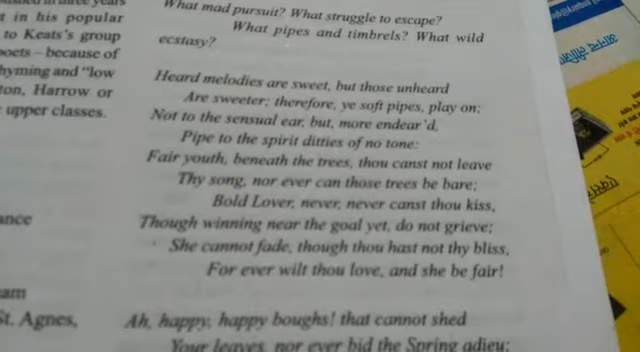 t in his popular
to Keats's group
poets – because of
hyming and "low
ton, Harrow or
upper classes.
ance
am
St. Agnes,
What mad pursuit? What struggle to escape?
What pipes and timbrels? What wild
ecstasy?
Heard melodies are sweet, but those unheard
Are sweeter; therefore, ye soft pipes, play on;
Not to the sensual ear, but, more endear'd,
Pipe to the spirit ditties of no tone:
Fair youth, beneath the trees, thou canst not leave
Thy song, nor ever can those trees be bare;
Bold Lover, never, never canst thou kiss,
Though winning near the goal yet, do not grieve;
She cannot fade, though thou hast not thy bliss,
For ever wilt thou love, and she be fair!
Ah, happy, happy boughs! that cannot shed
Your leaves, nor ever bid the Spring adieu;